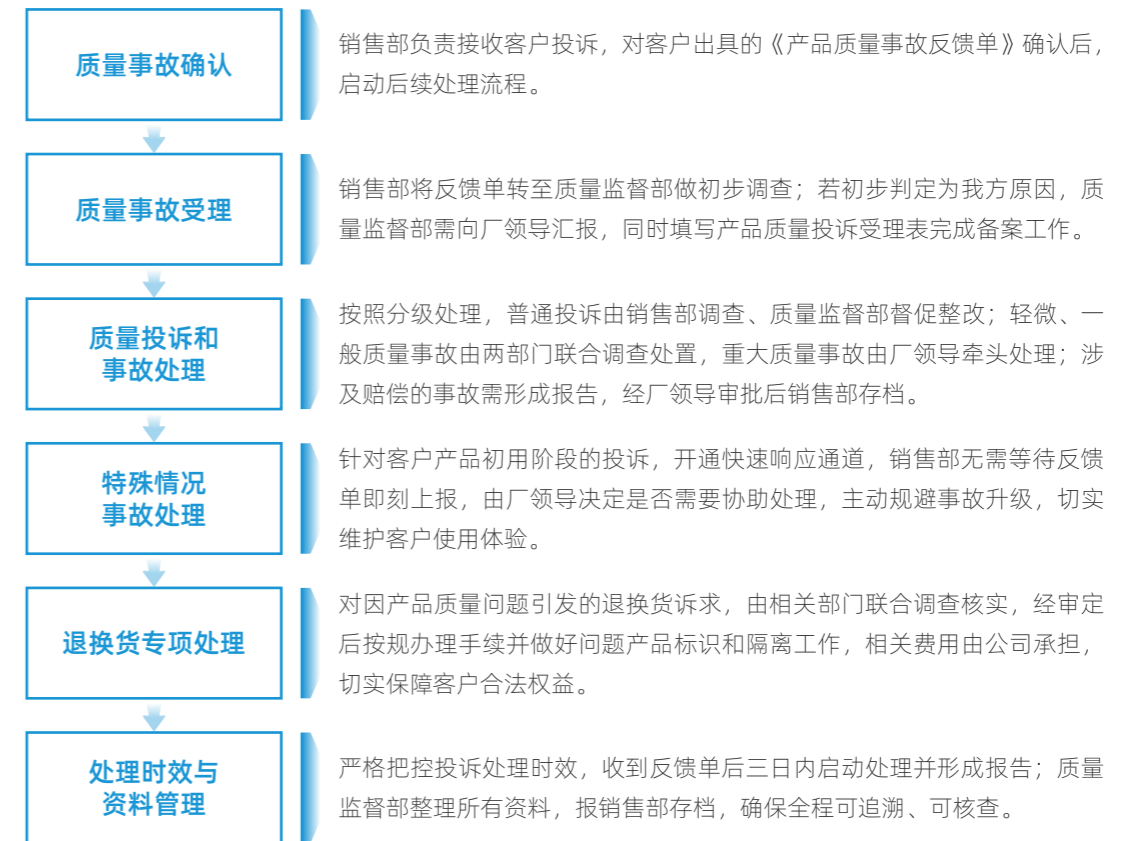 质量事故确认
销售部负责接收客户投诉，对客户出具的《产品质量事故反馈单》确认后，
启动后续处理流程。
质量事故受理
销售部将反馈单转至质量监督部做初步调查；若初步判定为我方原因，质
量监督部需向厂领导汇报，同时填写产品质量投诉受理表完成备案工作。
质量投诉和
事故处理
按照分级处理，普通投诉由销售部调查、质量监督部督促整改；轻微、一
般质量事故由两部门联合调查处置，重大质量事故由厂领导牵头处理；涉
及赔偿的事故需形成报告，经厂领导审批后销售部存档。
特殊情况
事故处理
针对客户产品初用阶段的投诉，开通快速响应通道，销售部无需等待反馈
单即刻上报，由厂领导决定是否需要协助处理，主动规避事故升级，切实
维护客户使用体验。
退换货专项处理
对因产品质量问题引发的退换货诉求，由相关部门联合调查核实，经审定
后按规办理手续并做好问题产品标识和隔离工作，相关费用由公司承担，
切实保障客户合法权益。
处理时效与
资料管理
严格把控投诉处理时效，收到反馈单后三日内启动处理并形成报告；质量
监督部整理所有资料，报销售部存档，确保全程可追溯、可核查。